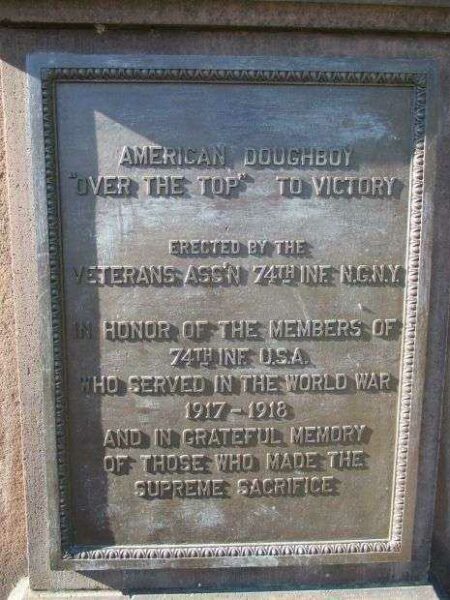 AMERICAN DOUGHBOY
"OVER THE TOP" TO VICTORY
ERECTED BY THE
VETERANS ASS'N 74TH INF N.G.N.Y.
IN HONOR OF THE MEMBERS OF
74TH INF U.S.A.
WHO SERVED IN THE WORLD WAR
1917-1918
AND IN GRATEFUL MEMORY
OF THOSE WHO MADE THE
SUPREME SACRIFICE